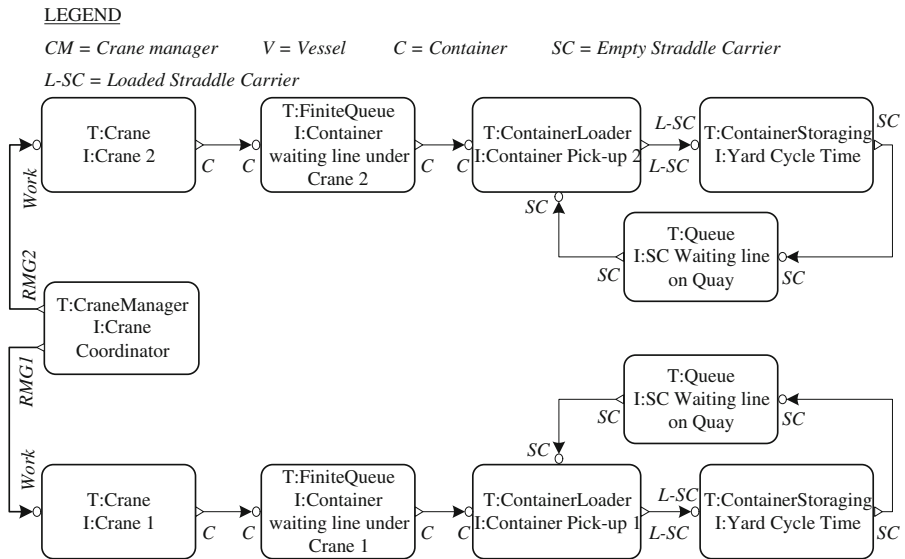 LEGEND
CM = Crane manager V = Vessel C = Container SC = Empty Straddle Carrier
L-SC = Loaded Straddle Carrier
T:Crane
I:Crane 2
C
C
T:FiniteQueue
I:Container
waiting line under
Crane 2
C
C
T:ContainerLoader
I:Container Pick-up 2
L-SC
L-SC
T:ContainerStoraging
I:Yard Cycle Time
SC
SC
SC
T:Queue
I:SC Waiting line
on Quay
SC
Work
RMG2
T:CraneManager
I:Crane
Coordinator
RMG1
Work
T:Queue
I:SC Waiting line
on Quay
SC
SC
SC
T:Crane
I:Crane 1
C
C
T:FiniteQueue
I:Container
waiting line under
Crane 1
C
C
T:ContainerLoader
I:Container Pick-up 1
L-SC
L-SC
T:ContainerStoraging
I:Yard Cycle Time
SC